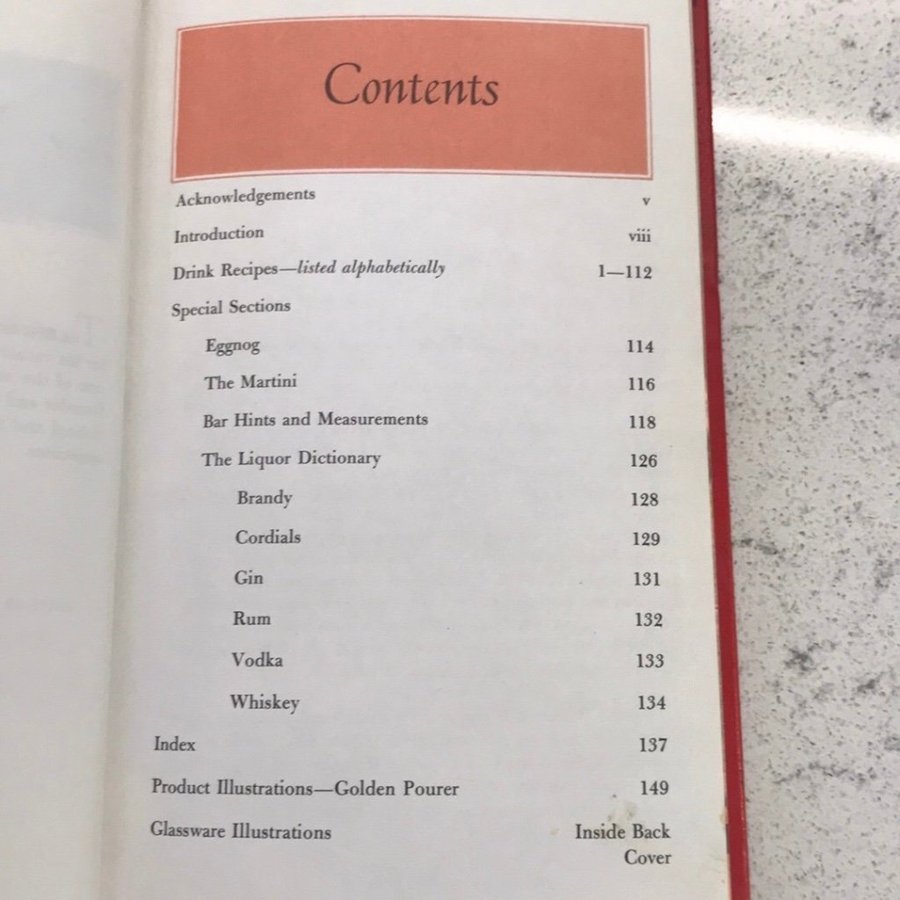 Contents
Acknowledgements v
Introduction viii
Drink Recipes—listed alphabetically 1—112
Special Sections
Eggnog 114
The Martini 116
Bar Hints and Measurements 118
The Liquor Dictionary 126
Brandy 128
Cordials 129
Gin 131
Rum 132
Vodka 133
Whiskey 134
Index 137
Product Illustrations—Golden Pourer 149
Glassware Illustrations Inside Back
Cover